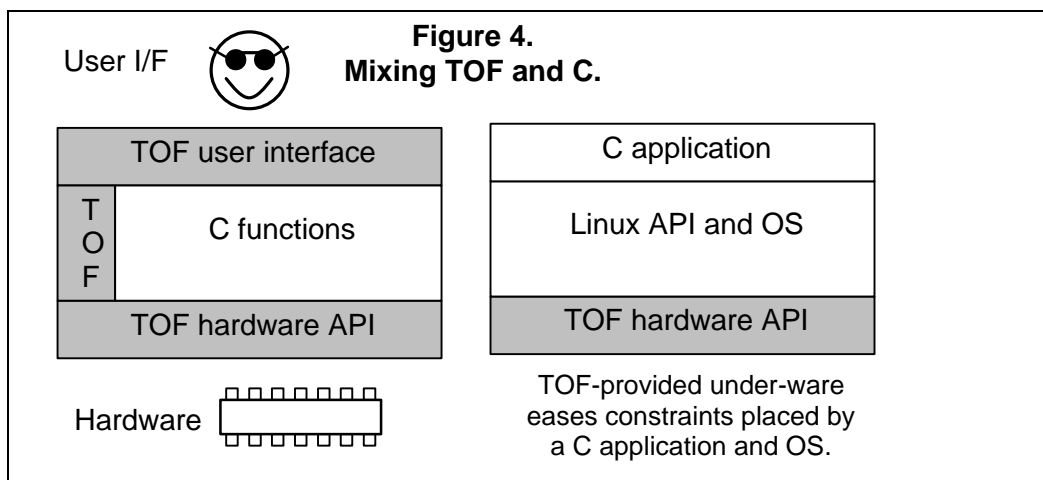 Figure 4.
Mixing TOF and C.
User I/F
TOF user interface
T
O
F
C functions
TOF hardware API
Hardware
C application
Linux API and OS
TOF hardware API
TOF-provided under-ware
eases constraints placed by
a C application and OS.